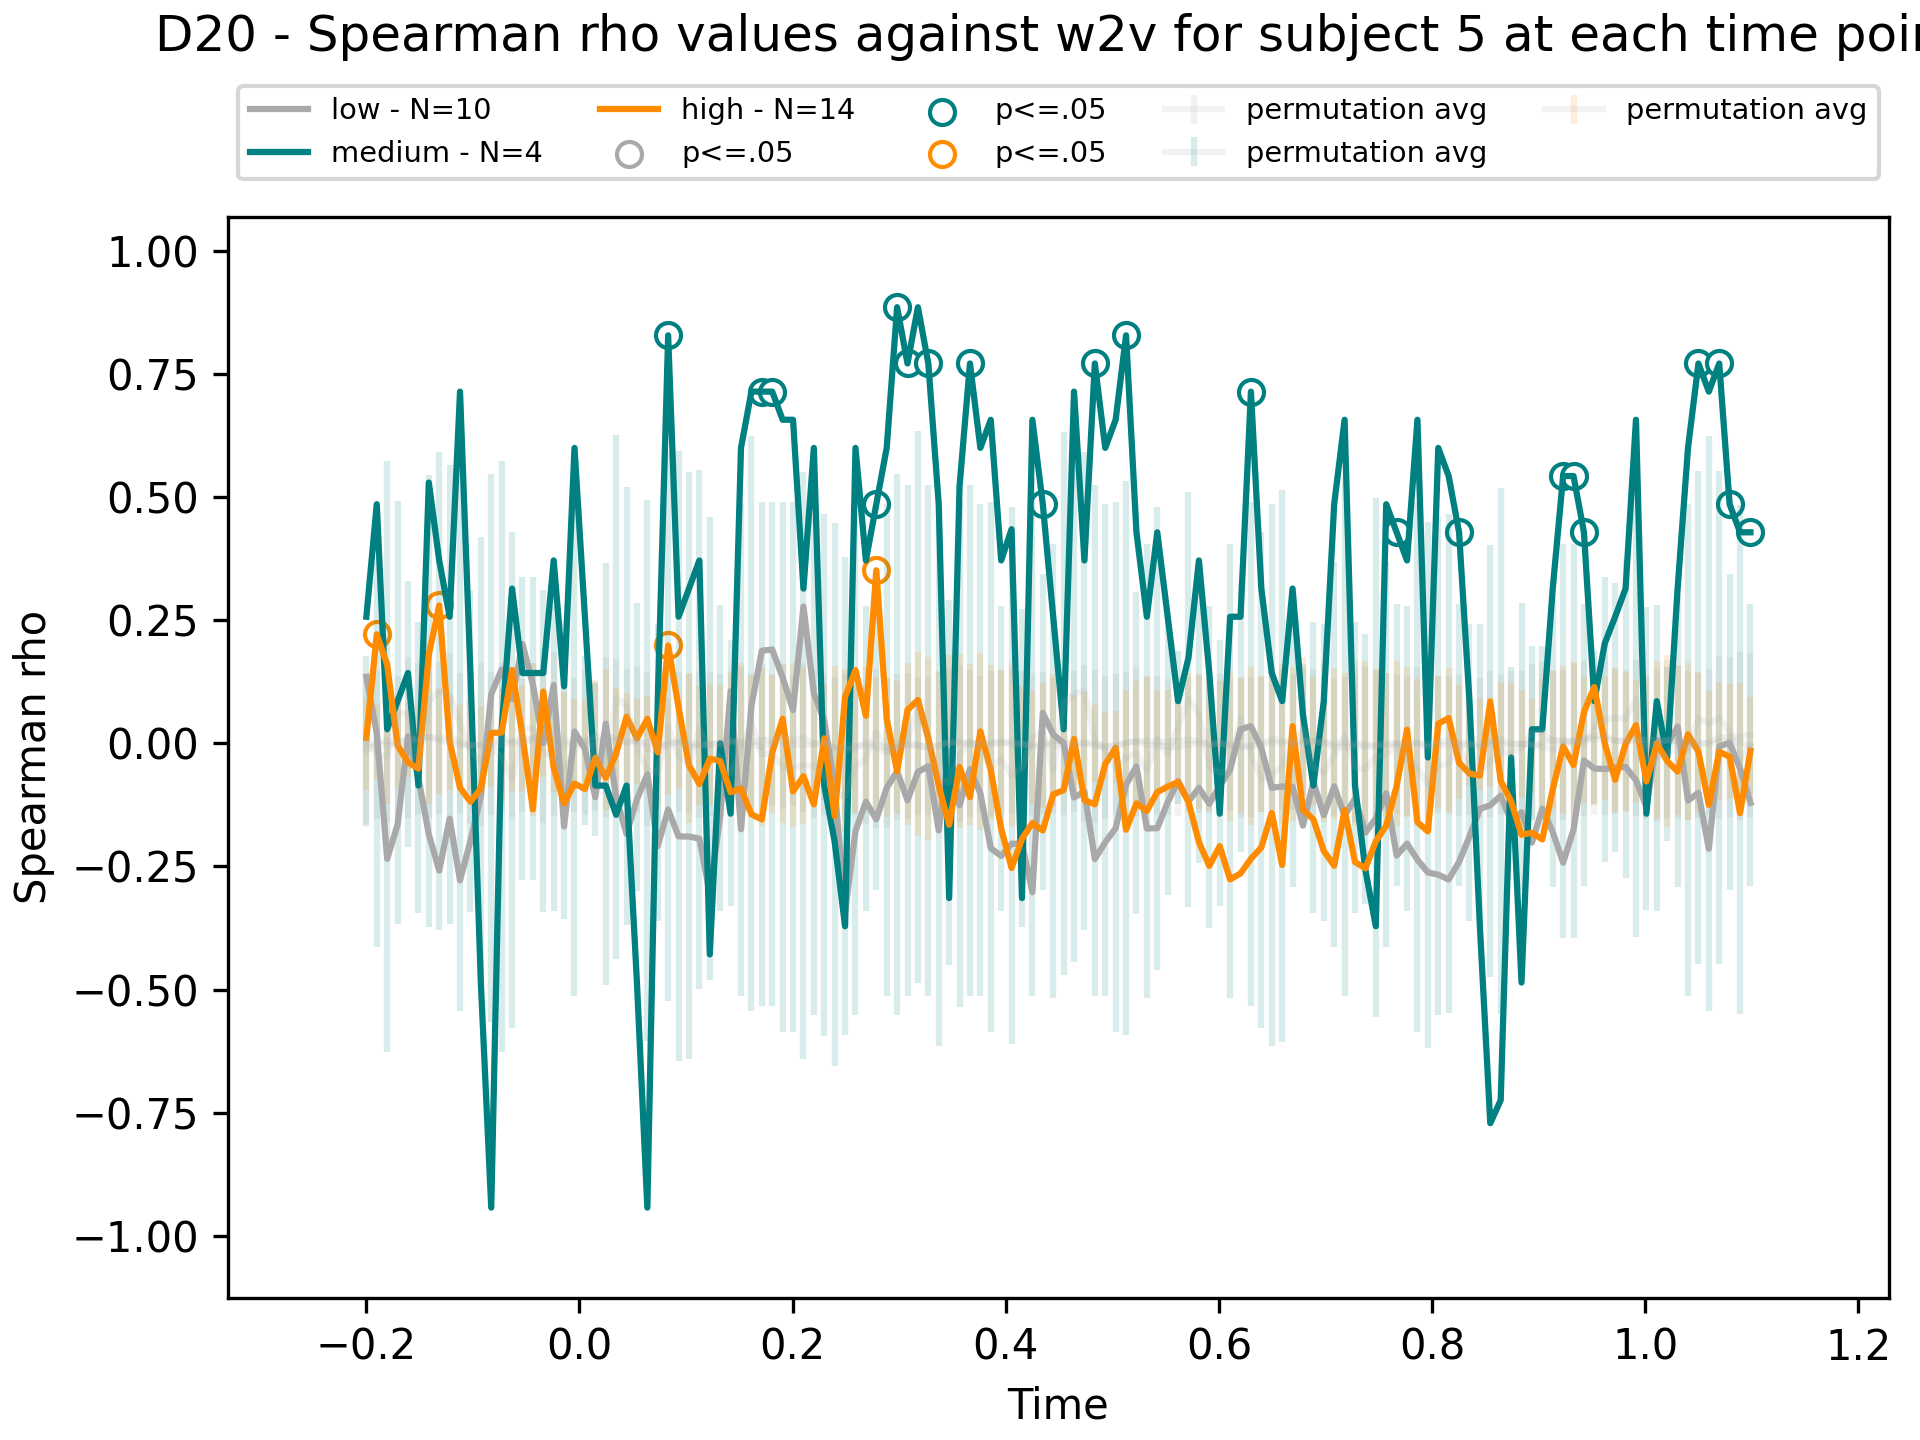 D20 - Spearman rho values against w2v for subject 5 at each time poi
low - N=10
medium - N=4
high - N=14
p<=.05
p<=.05
p<=.05
permutation avg
permutation avg
permutation avg
1.00
0.75
0.50
0.25
0.00
−0.25
−0.50
−0.75
−1.00
Spearman rho
−0.2 0.0 0.2 0.4 0.6 0.8 1.0 1.2
Time